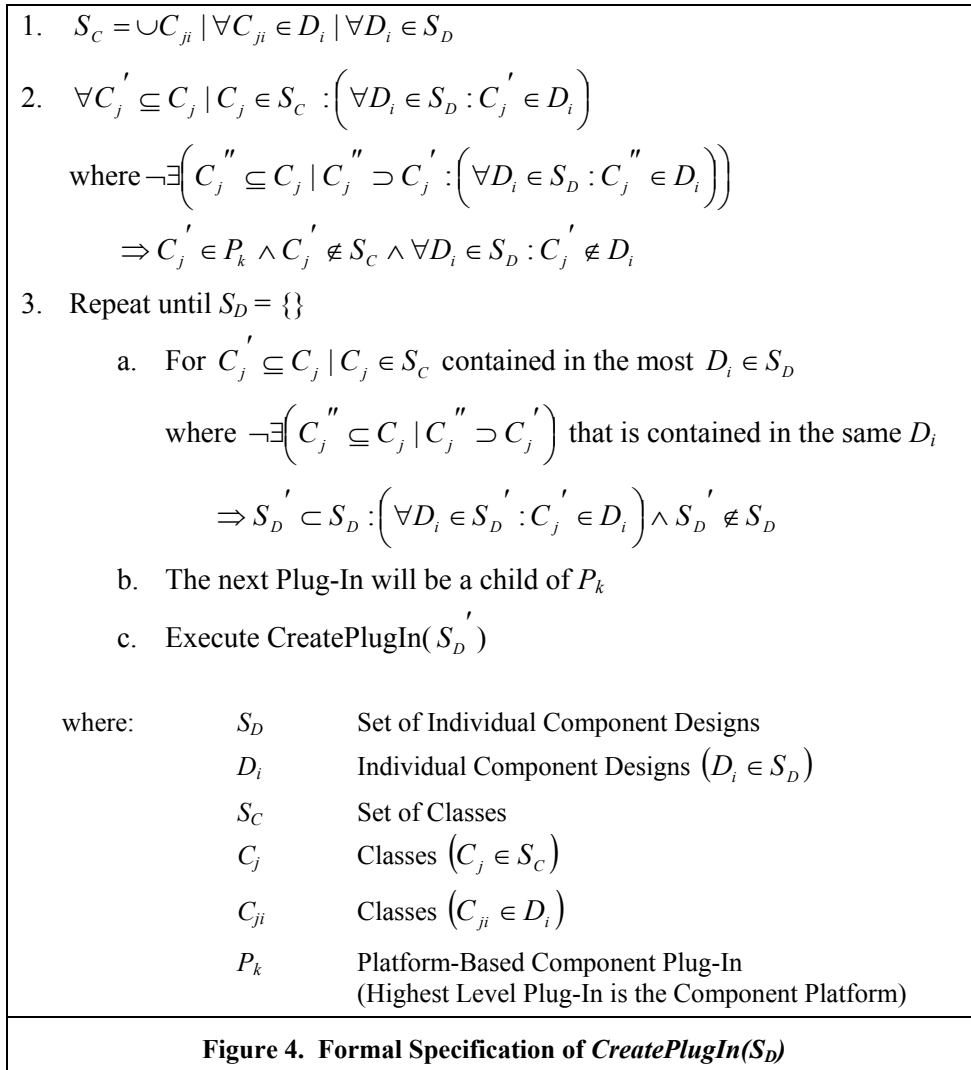 1. S_C = ∪C_ji | ∀C_ji ∈ D_i | ∀D_i ∈ S_D
2. ∀C_j′ ⊆ C_j | C_j ∈ S_C : (∀D_i ∈ S_D : C_j′ ∈ D_i)
where ¬∃(C_j″ ⊆ C_j | C_j″ ⊃ C_j′ : (∀D_i ∈ S_D : C_j″ ∈ D_i))
⇒ C_j′ ∈ P_k ∧ C_j′ ∉ S_C ∧ ∀D_i ∈ S_D : C_j′ ∉ D_i
3. Repeat until S_D = {}
a. For C_j′ ⊆ C_j | C_j ∈ S_C contained in the most D_i ∈ S_D
where ¬∃(C_j″ ⊆ C_j | C_j″ ⊃ C_j′) that is contained in the same D_i
⇒ S_D′ ⊂ S_D : (∀D_i ∈ S_D′ : C_j′ ∈ D_i) ∧ S_D′ ∉ S_D
b. The next Plug-In will be a child of P_k
c. Execute CreatePlugIn( S_D′ )
where: S_D Set of Individual Component Designs
D_i Individual Component Designs (D_i ∈ S_D)
S_C Set of Classes
C_j Classes (C_j ∈ S_C)
C_ji Classes (C_ji ∈ D_i)
P_k Platform-Based Component Plug-In
(Highest Level Plug-In is the Component Platform)
Figure 4. Formal Specification of CreatePlugIn(S_D)